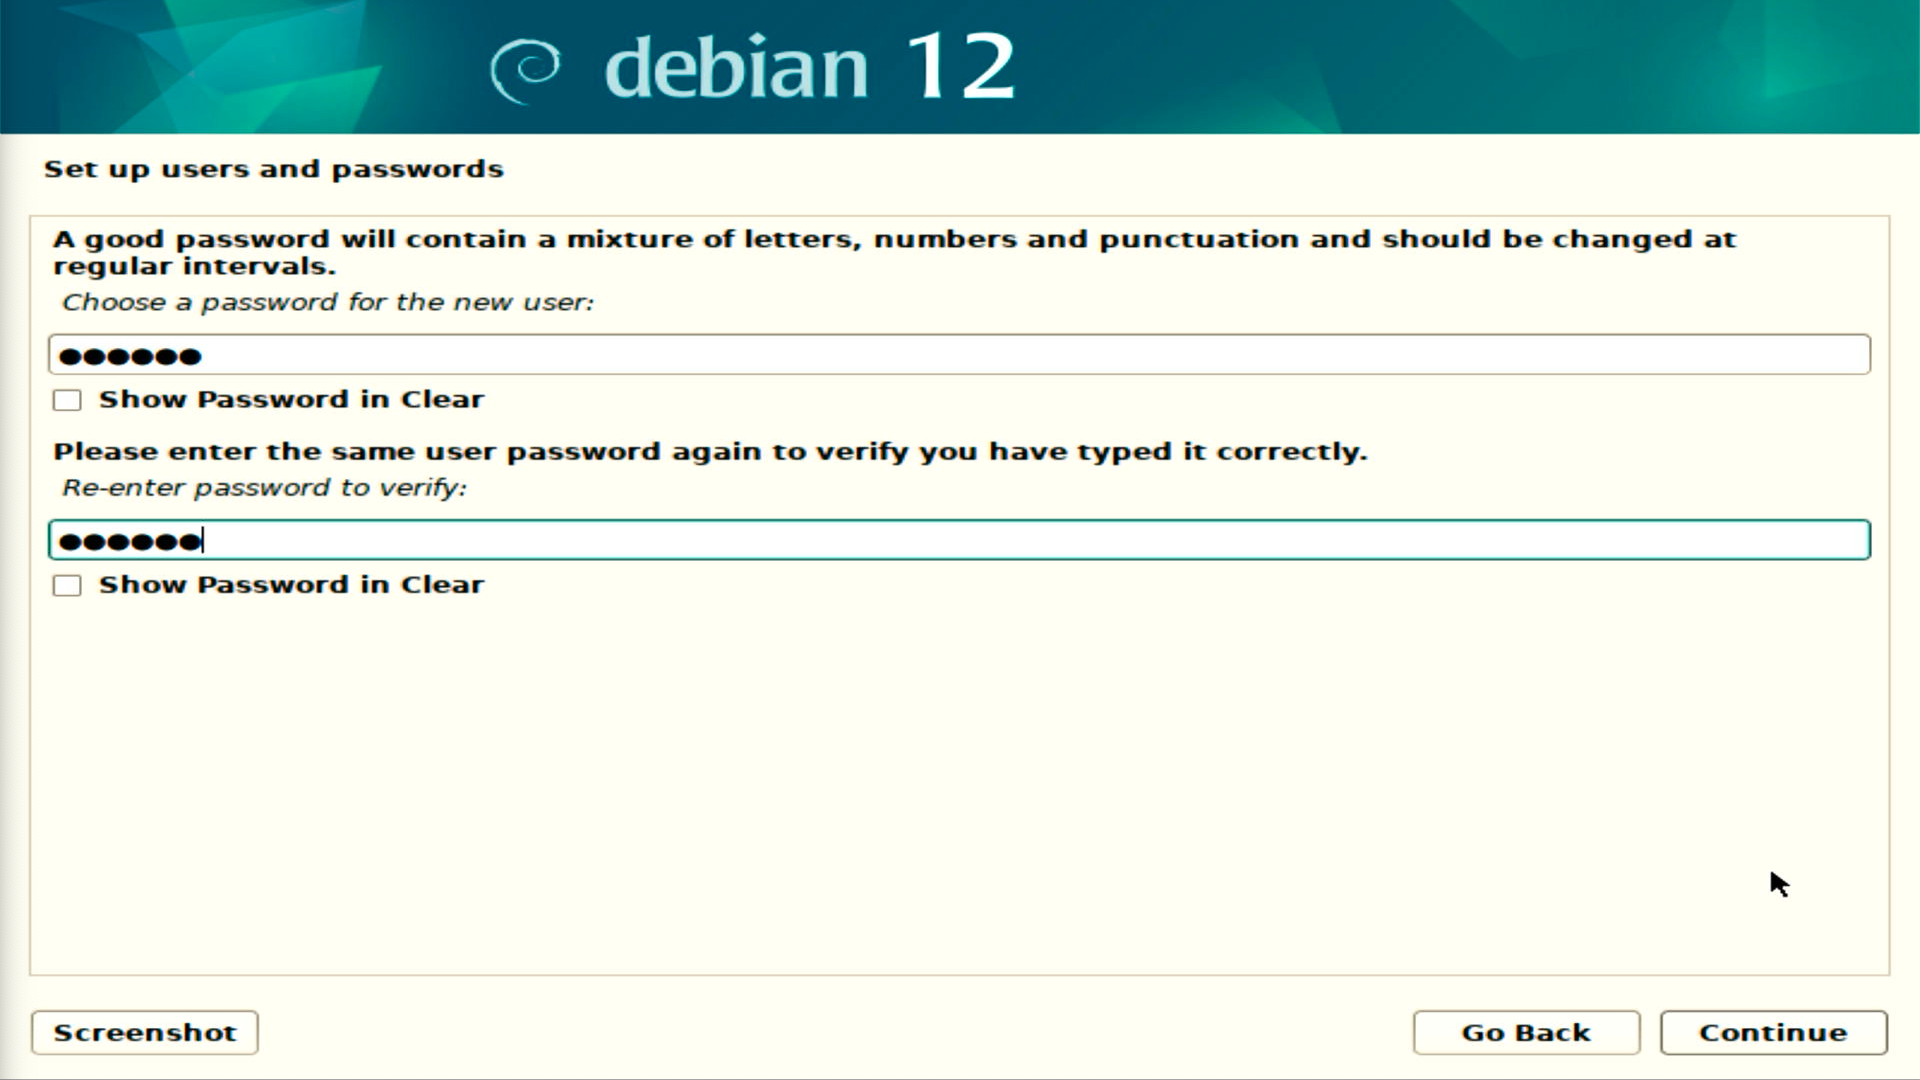 debian 12
Set up users and passwords
A good password will contain a mixture of letters, numbers and punctuation and should be changed at
regular intervals.
Choose a password for the new user:
●●●●●●
Show Password in Clear
Please enter the same user password again to verify you have typed it correctly.
Re-enter password to verify:
●●●●●●
Show Password in Clear
Screenshot
Go Back
Continue